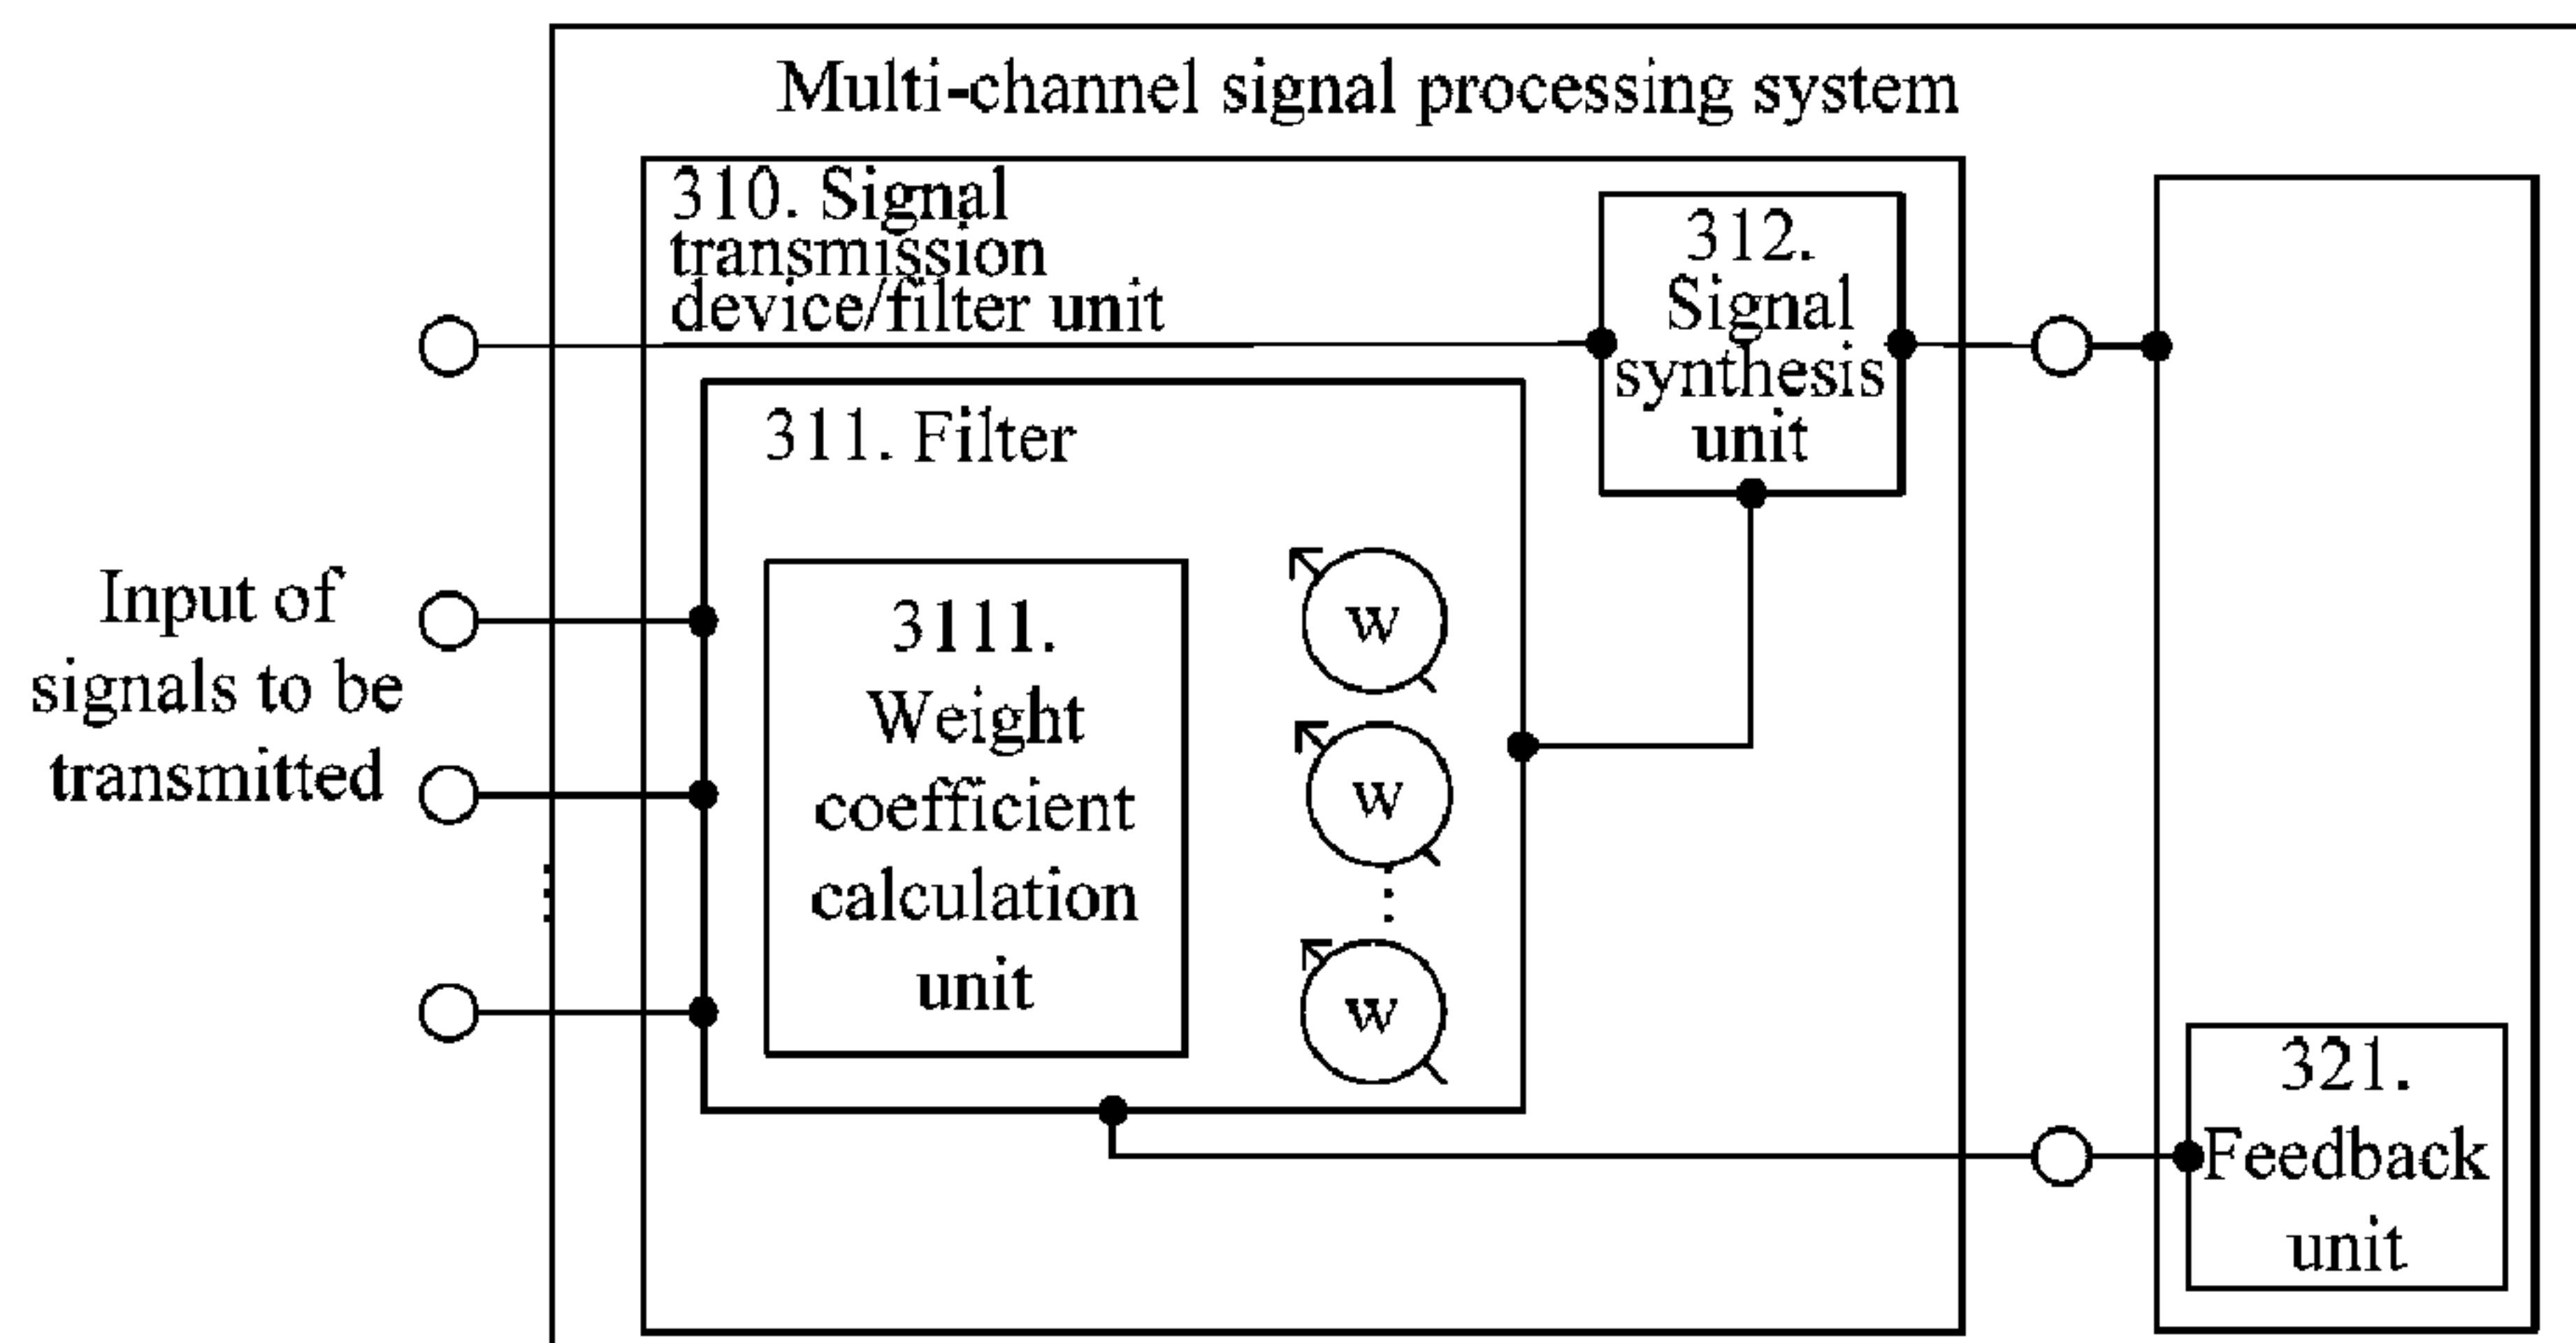 Multi-channel signal processing system
310. Signal
transmission
device/filter unit
312.
Signal
synthesis
unit
311. Filter
Input of
signals to be
transmitted
3111.
Weight
coefficient
calculation
unit
w
w
w
321.
Feedback
unit